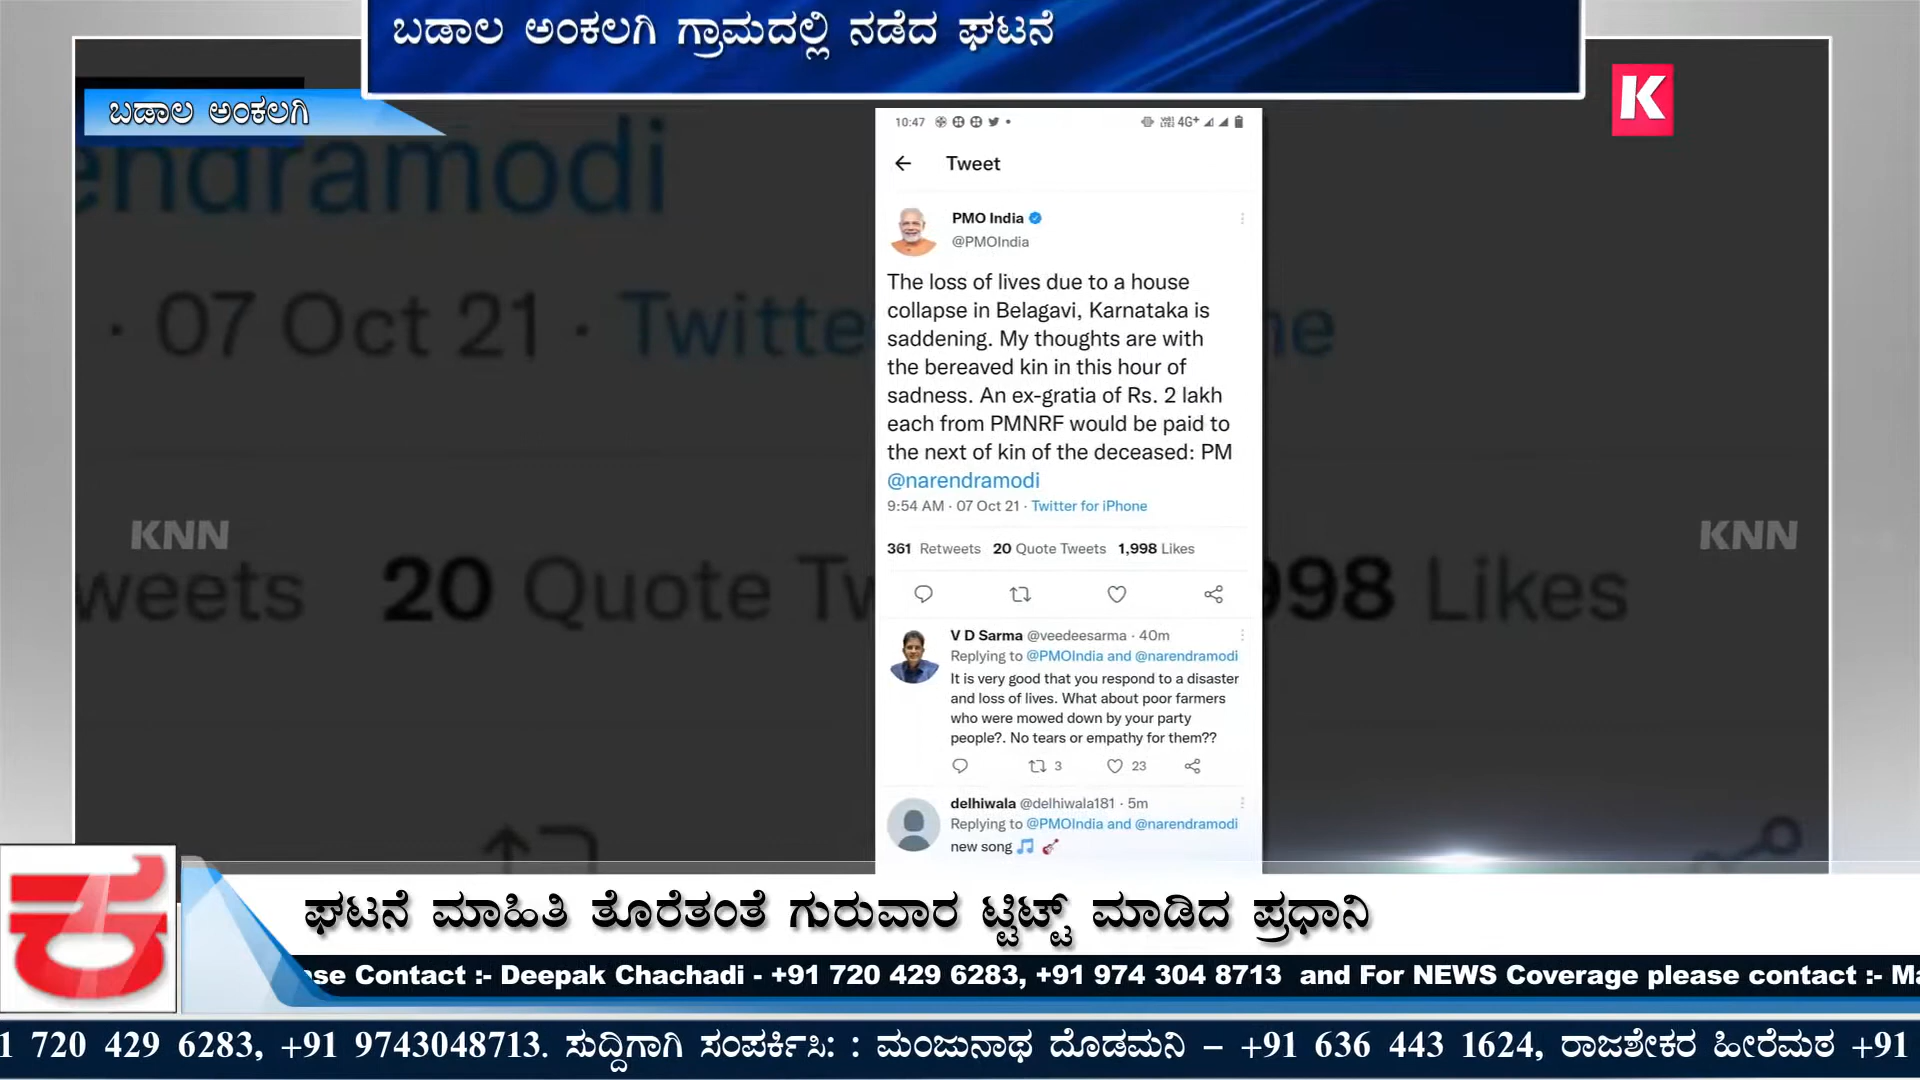 ಬಡಾಲ ಅಂಕಲಗಿ ಗ್ರಾಮದಲ್ಲಿ ನಡೆದ ಘಟನೆ
ಬಡಾಲ ಅಂಕಲಗಿ
K
endramodi
· 07 Oct 21 · Twitte
ne
KNN
KNN
weets 20 Quote Tw
998 Likes
10:47
4G+
Tweet
PMO India
@PMOIndia
The loss of lives due to a house
collapse in Belagavi, Karnataka is
saddening. My thoughts are with
the bereaved kin in this hour of
sadness. An ex-gratia of Rs. 2 lakh
each from PMNRF would be paid to
the next of kin of the deceased: PM
@narendramodi
9:54 AM · 07 Oct 21 · Twitter for iPhone
361 Retweets 20 Quote Tweets 1,998 Likes
V D Sarma @veedeesarma · 40m
Replying to @PMOIndia and @narendramodi
It is very good that you respond to a disaster
and loss of lives. What about poor farmers
who were mowed down by your party
people?. No tears or empathy for them??
3 23
delhiwala @delhiwala181 · 5m
Replying to @PMOIndia and @narendramodi
new song 🎵 🎸
ಕ
ಘಟನೆ ಮಾಹಿತಿ ತೊರೆತಂತೆ ಗುರುವಾರ ಟ್ಟಿಟ್ಟ್ ಮಾಡಿದ ಪ್ರಧಾನಿ
se Contact :- Deepak Chachadi - +91 720 429 6283, +91 974 304 8713 and For NEWS Coverage please contact :- Ma
1 720 429 6283, +91 9743048713. ಸುದ್ದಿಗಾಗಿ ಸಂಪರ್ಕಿಸಿ: : ಮಂಜುನಾಥ ದೊಡಮನಿ – +91 636 443 1624, ರಾಜಶೇಕರ ಹೀರೆಮಠ +91